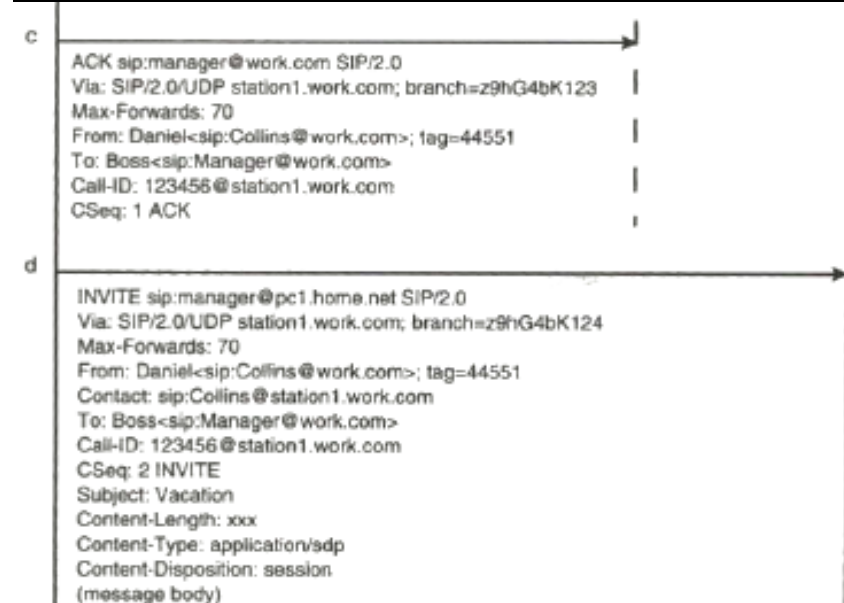 c
ACK sip:manager@work.com SIP/2.0
Via: SIP/2.0/UDP station1.work.com; branch=z9hG4bK123
Max-Forwards: 70
From: Daniel<sip:Collins@work.com>; tag=44551
To: Boss<sip:Manager@work.com>
Call-ID: 123456@station1.work.com
CSeq: 1 ACK
d
INVITE sip:manager@pc1.home.net SIP/2.0
Via: SIP/2.0/UDP station1.work.com; branch=z9hG4bK124
Max-Forwards: 70
From: Daniel<sip:Collins@work.com>; tag=44551
Contact: sip:Collins@station1.work.com
To: Boss<sip:Manager@work.com>
Call-ID: 123456@station1.work.com
CSeq: 2 INVITE
Subject: Vacation
Content-Length: xxx
Content-Type: application/sdp
Content-Disposition: session
(message body)